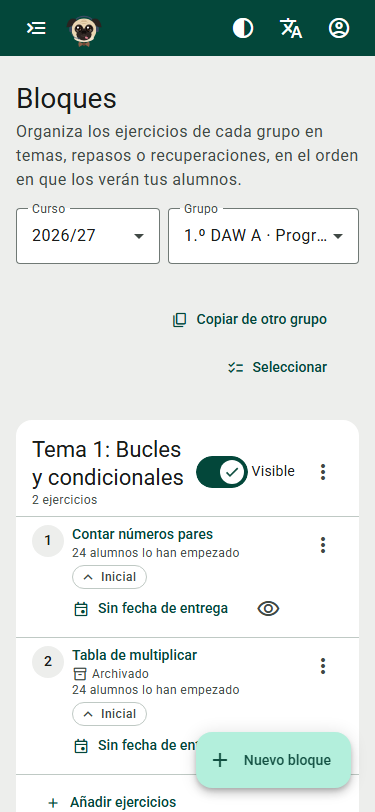 Bloques
Organiza los ejercicios de cada grupo en
temas, repasos o recuperaciones, en el orden
en que los verán tus alumnos.
Curso
2026/27
Grupo
1.º DAW A · Progr...
Copiar de otro grupo
Seleccionar
Tema 1: Bucles
y condicionales
Visible
2 ejercicios
1
Contar números pares
24 alumnos lo han empezado
Inicial
Sin fecha de entrega
2
Tabla de multiplicar
Archivado
24 alumnos lo han empezado
Inicial
Sin fecha de
Nuevo bloque
Añadir ejercicios